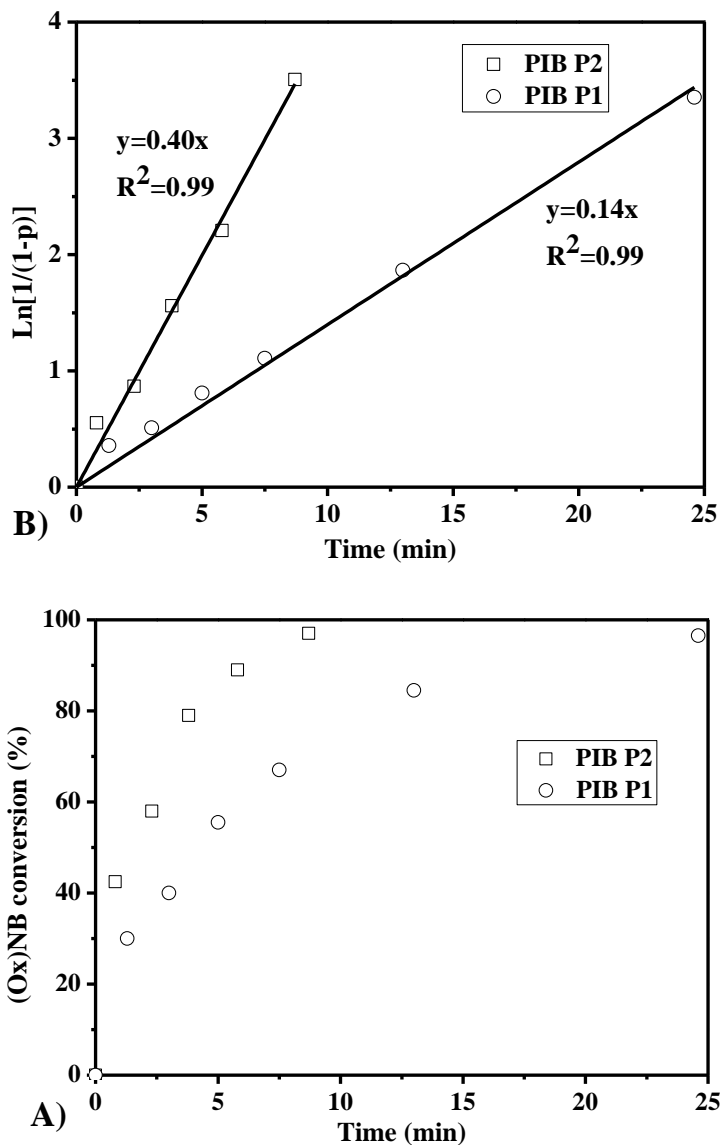 4
3
2
1
0
Ln[1/(1-p)]
PIB P2
PIB P1
y=0.40x
R²=0.99
y=0.14x
R²=0.99
0 5 10 15 20 25
B)
Time (min)
100
80
60
40
20
0
(Ox)NB conversion (%)
PIB P2
PIB P1
0 5 10 15 20 25
A)
Time (min)